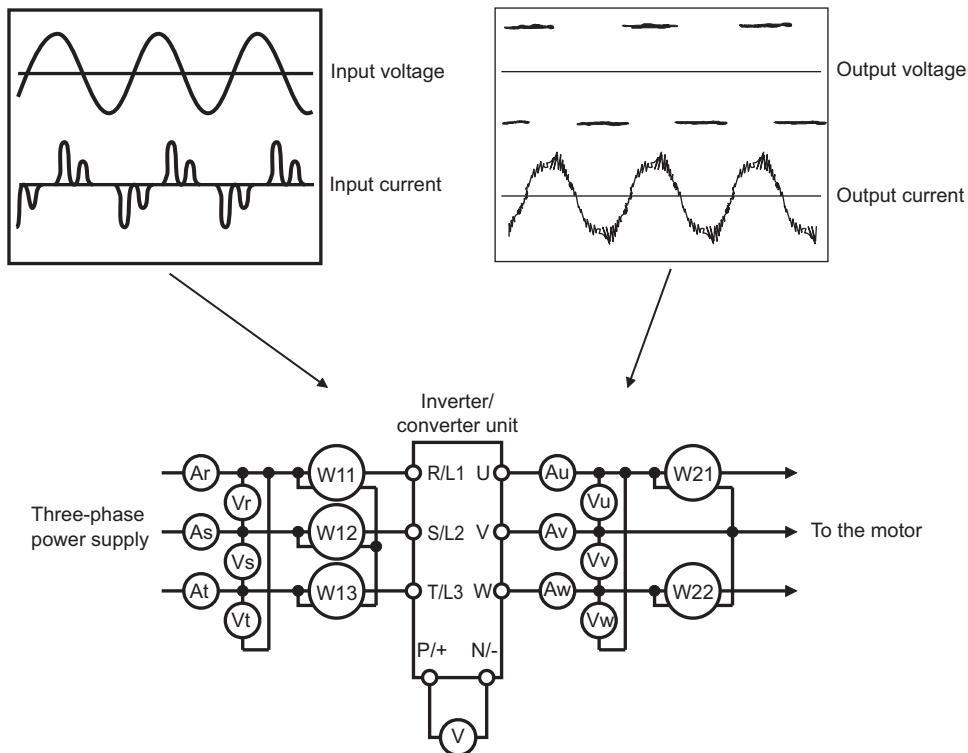 Input voltage
Input current
Output voltage
Output current
Inverter/
converter unit
Three-phase
power supply
Ar
As
At
Vr
Vs
Vt
W11
W12
W13
R/L1
S/L2
T/L3
U
V
W
P/+
N/-
V
Au
Av
Aw
Vu
Vv
Vw
W21
W22
To the motor